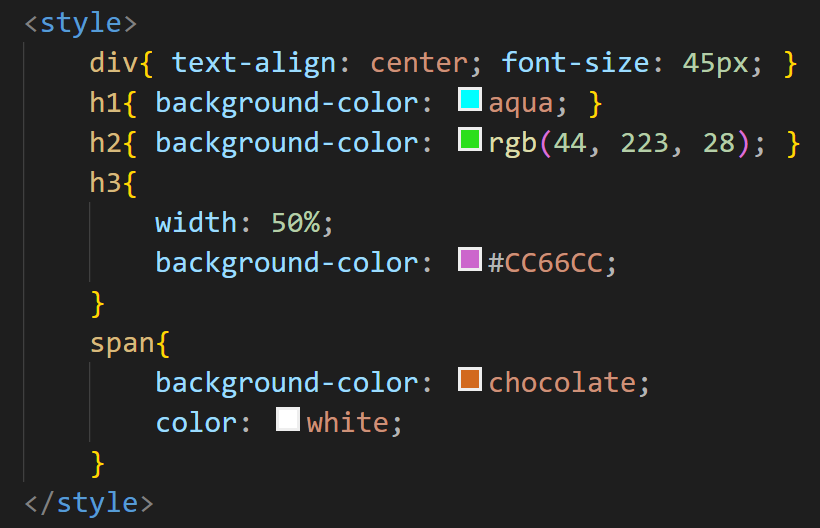 <style>
div{ text-align: center; font-size: 45px; }
h1{ background-color: aqua; }
h2{ background-color: rgb(44, 223, 28); }
h3{
width: 50%;
background-color: #CC66CC;
}
span{
background-color: chocolate;
color: white;
}
</style>